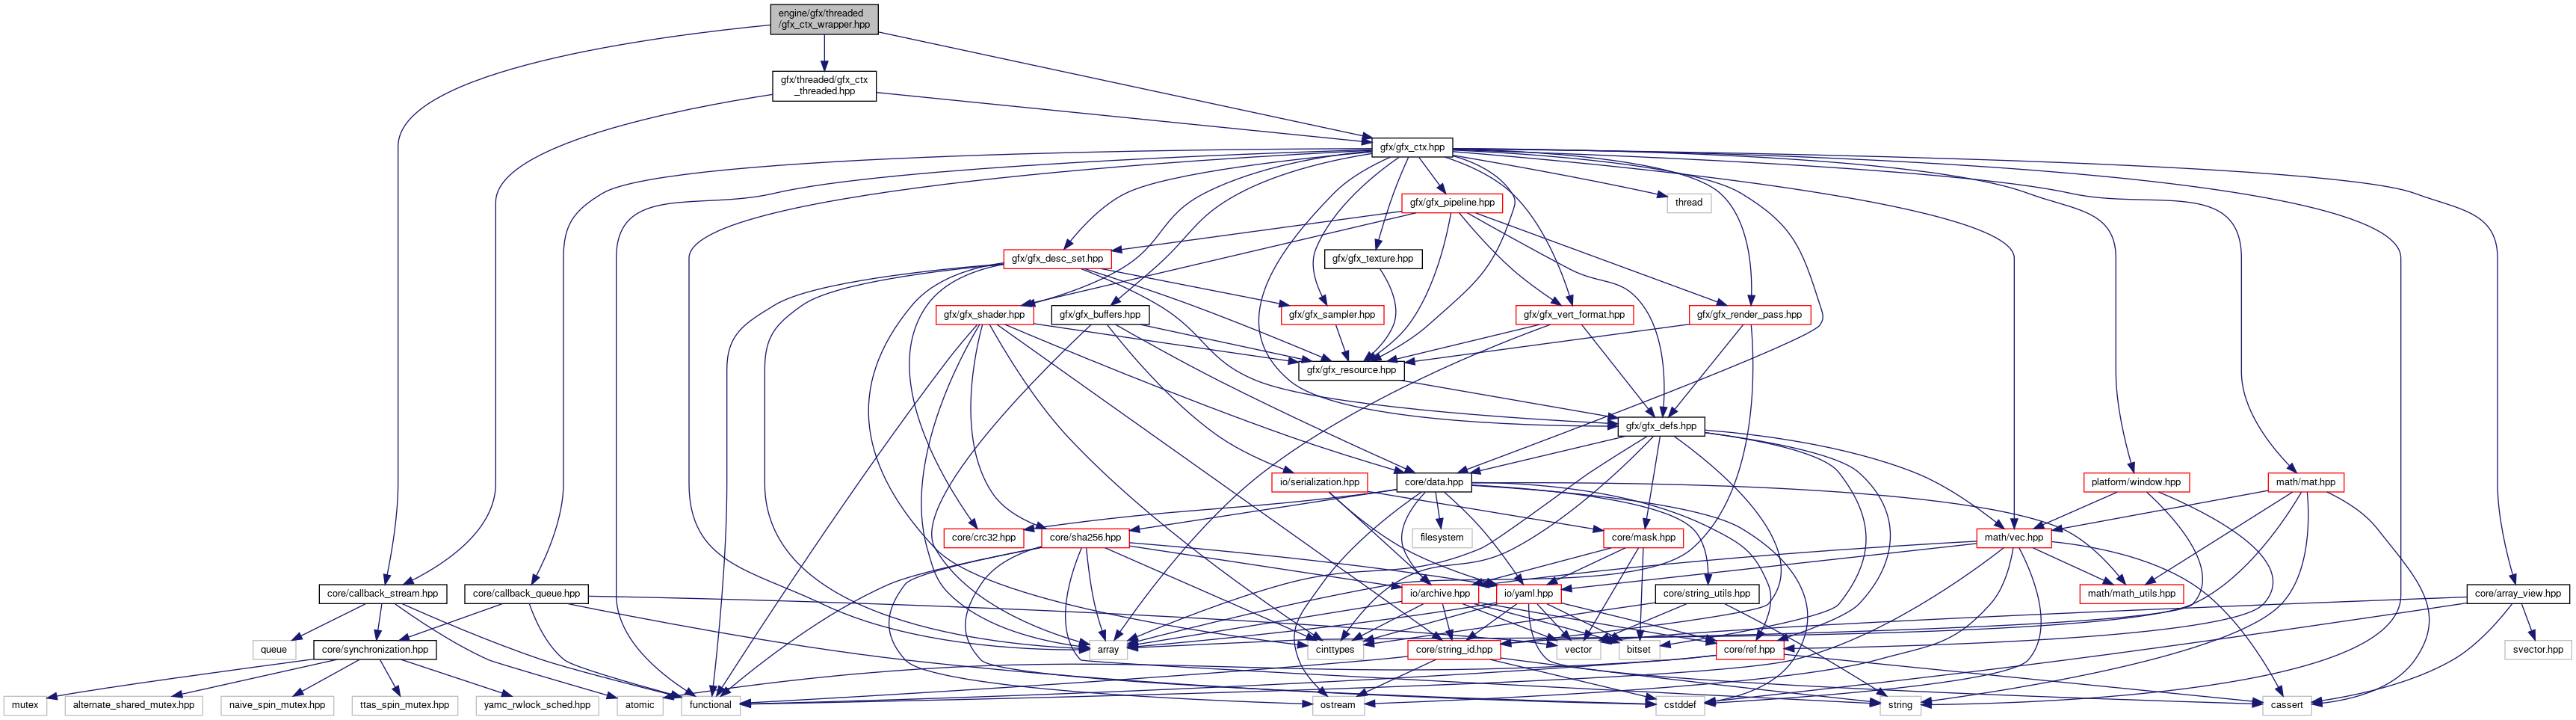 engine/gfx/threaded
/gfx_ctx_wrapper.hpp
gfx/threaded/gfx_ctx
_threaded.hpp
gfx/gfx_ctx.hpp
gfx/gfx_pipeline.hpp
thread
gfx/gfx_desc_set.hpp
gfx/gfx_texture.hpp
gfx/gfx_shader.hpp
gfx/gfx_buffers.hpp
gfx/gfx_sampler.hpp
gfx/gfx_vert_format.hpp
gfx/gfx_render_pass.hpp
gfx/gfx_resource.hpp
gfx/gfx_defs.hpp
io/serialization.hpp
core/data.hpp
platform/window.hpp
math/mat.hpp
core/crc32.hpp
core/sha256.hpp
filesystem
core/mask.hpp
math/vec.hpp
core/callback_stream.hpp
core/callback_queue.hpp
io/archive.hpp
io/yaml.hpp
core/string_utils.hpp
math/math_utils.hpp
core/array_view.hpp
queue
core/synchronization.hpp
array
cinttypes
core/string_id.hpp
vector
bitset
core/ref.hpp
svector.hpp
mutex
alternate_shared_mutex.hpp
naive_spin_mutex.hpp
ttas_spin_mutex.hpp
yamc_rwlock_sched.hpp
atomic
functional
ostream
cstddef
string
cassert